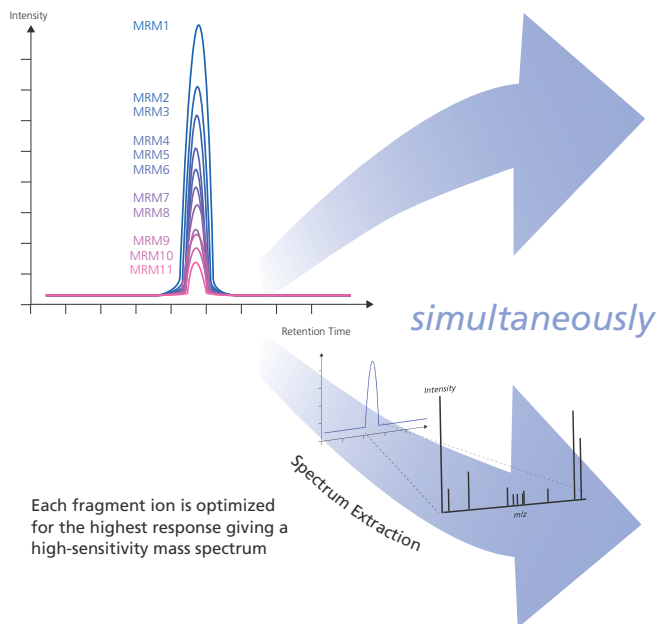 Intensity
MRM1
MRM2
MRM3
MRM4
MRM5
MRM6
MRM7
MRM8
MRM9
MRM10
MRM11
Retention Time
simultaneously
Intensity
m/z
Spectrum Extraction
Each fragment ion is optimized
for the highest response giving a
high-sensitivity mass spectrum